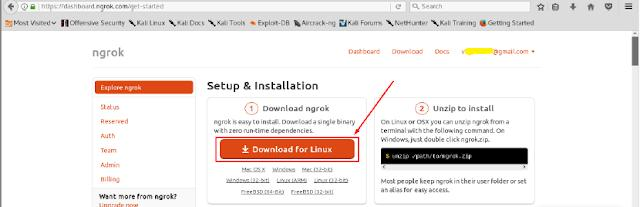 https://dashboard.ngrok.com/get-started
Search
Most Visited Offensive Security Kali Linux Kali Docs Kali Tools Exploit-DB Aircrack-ng Kali Forums NetHunter Kali Training Getting Started
ngrok
Dashboard Download Docs @gmail.com
Explore ngrok
Status
Reserved
Auth
Team
Admin
Billing
Want more from ngrok?
Upgrade now
Setup & Installation
1 Download ngrok
ngrok is easy to install. Download a single binary
with zero run-time dependencies.
Download for Linux
Mac OS X Windows Mac (32-bit)
Windows (32-bit) Linux (ARM) Linux (32-bit)
FreeBSD (64-Bit) FreeBSD (32-bit)
2 Unzip to install
On Linux or OSX you can unzip ngrok from a
terminal with the following command. On
Windows, just double click ngrok.zip.
$ unzip /path/to/ngrok.zip
Most people keep ngrok in their user folder or set
an alias for easy access.